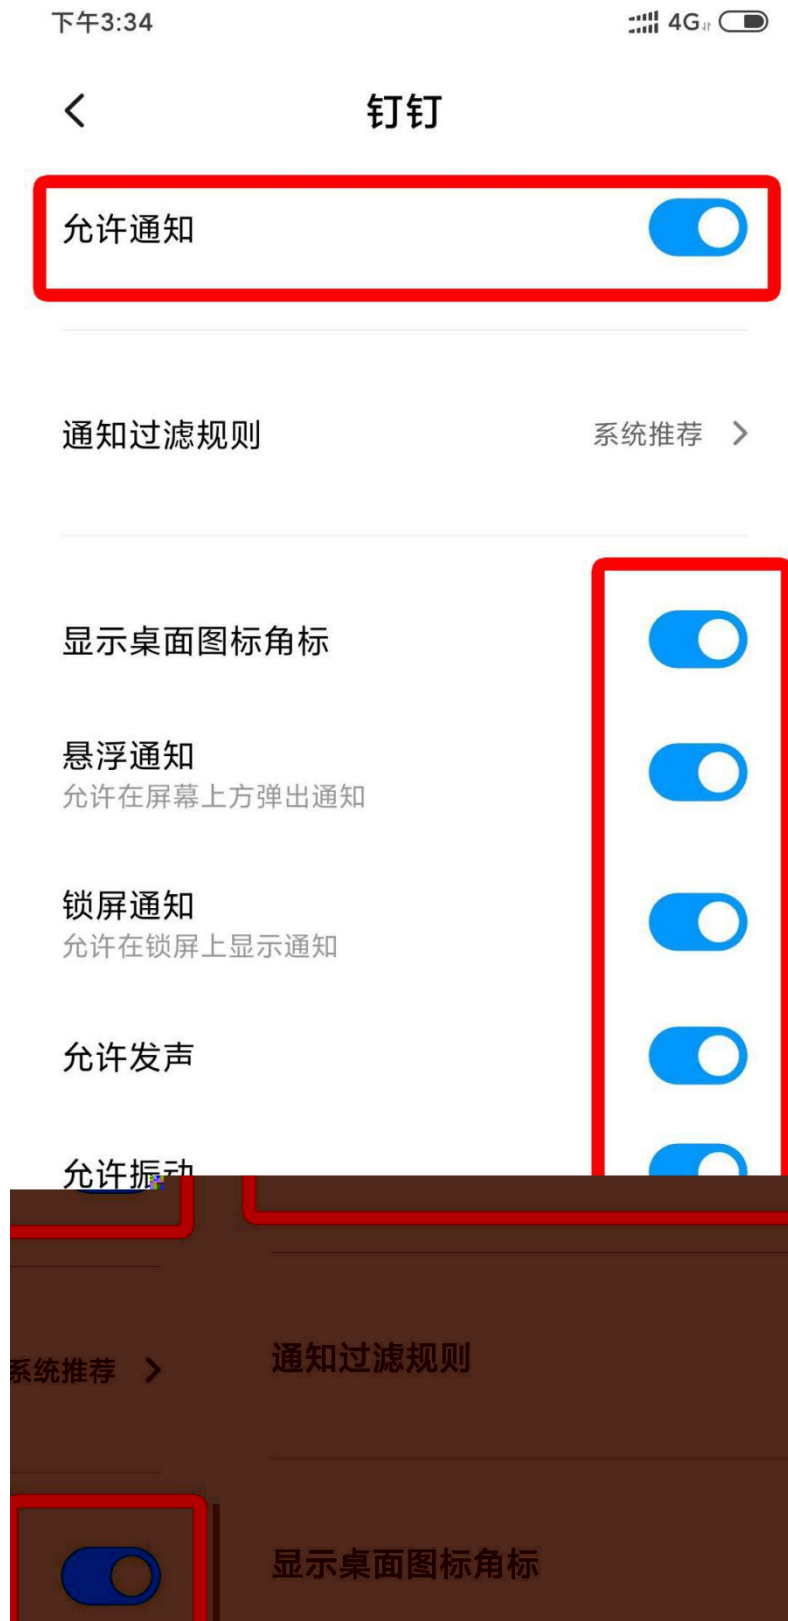 下午3:34 4G
钉钉
允许通知
通知过滤规则 系统推荐
显示桌面图标角标
悬浮通知
允许在屏幕上方弹出通知
锁屏通知
允许在锁屏上显示通知
允许发声
允许振动
系统推荐 通知过滤规则
显示桌面图标角标